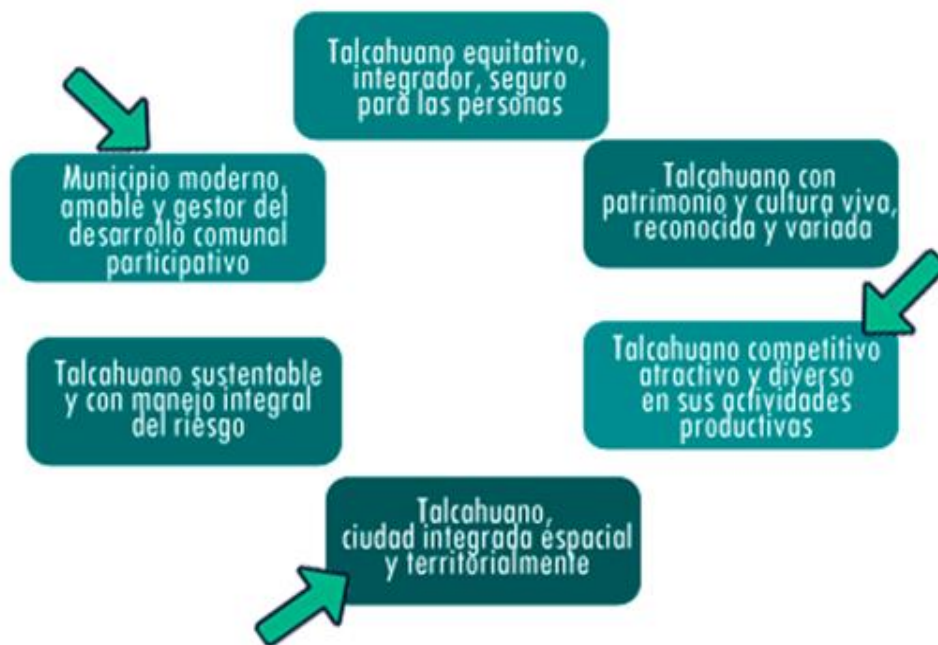 Talcahuano equitativo,
integrador, seguro
para las personas
Municipio moderno,
amable y gestor del
desarrollo comunal
participativo
Talcahuano con
patrimonio y cultura viva,
reconocida y variada
Talcahuano sustentable
y con manejo integral
del riesgo
Talcahuano competitivo
atractivo y diverso
en sus actividades
productivas
Talcahuano,
ciudad integrada espacial
y territorialmente